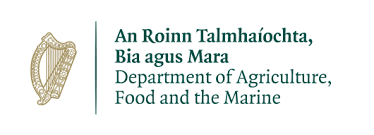 An Roinn Talmhaíochta,
Bia agus Mara
Department of Agriculture,
Food and the Marine